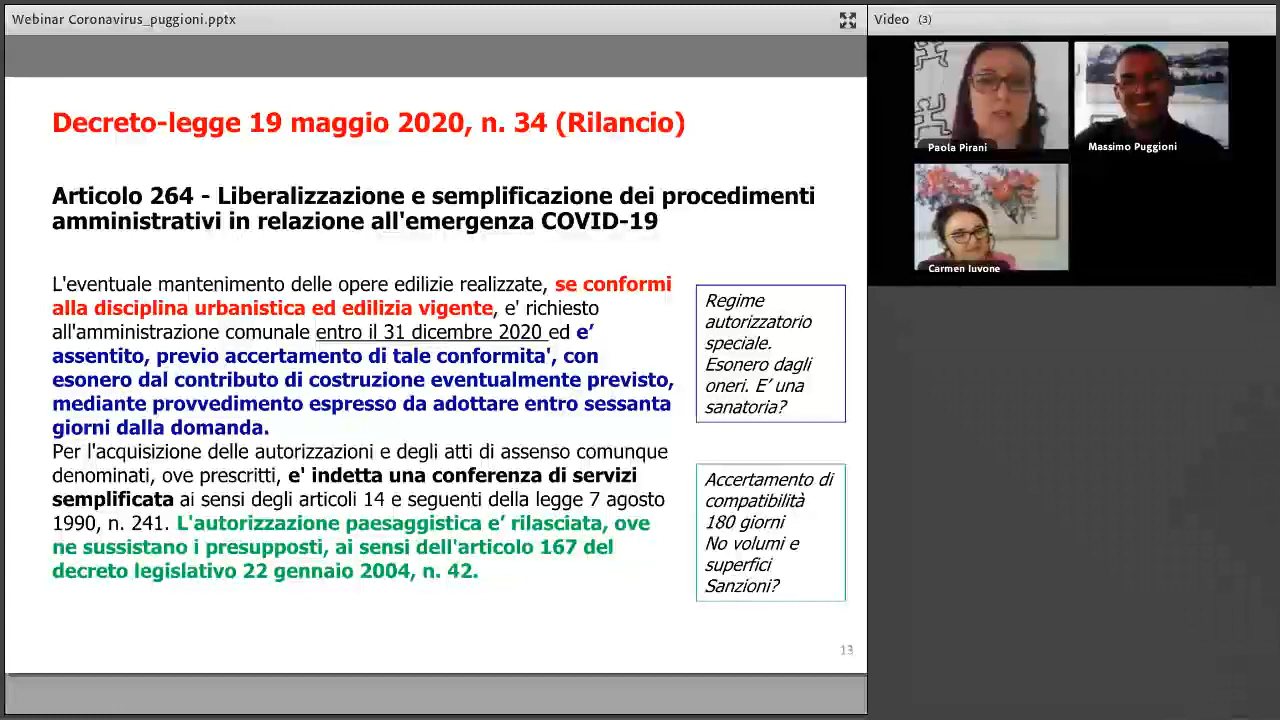 Webinar Coronavirus_puggioni.pptx
Video (3)
Decreto-legge 19 maggio 2020, n. 34 (Rilancio)
Articolo 264 - Liberalizzazione e semplificazione dei procedimenti
amministrativi in relazione all'emergenza COVID-19
L'eventuale mantenimento delle opere edilizie realizzate, se conformi
alla disciplina urbanistica ed edilizia vigente, e' richiesto
all'amministrazione comunale entro il 31 dicembre 2020 ed e’
assentito, previo accertamento di tale conformita', con
esonero dal contributo di costruzione eventualmente previsto,
mediante provvedimento espresso da adottare entro sessanta
giorni dalla domanda.
Per l'acquisizione delle autorizzazioni e degli atti di assenso comunque
denominati, ove prescritti, e' indetta una conferenza di servizi
semplificata ai sensi degli articoli 14 e seguenti della legge 7 agosto
1990, n. 241. L'autorizzazione paesaggistica e’ rilasciata, ove
ne sussistano i presupposti, ai sensi dell'articolo 167 del
decreto legislativo 22 gennaio 2004, n. 42.
Regime
autorizzatorio
speciale.
Esonero dagli
oneri. E’ una
sanatoria?
Accertamento di
compatibilità
180 giorni
No volumi e
superfici
Sanzioni?
13
Paola Pirani
Massimo Puggioni
Carmen Iuvone